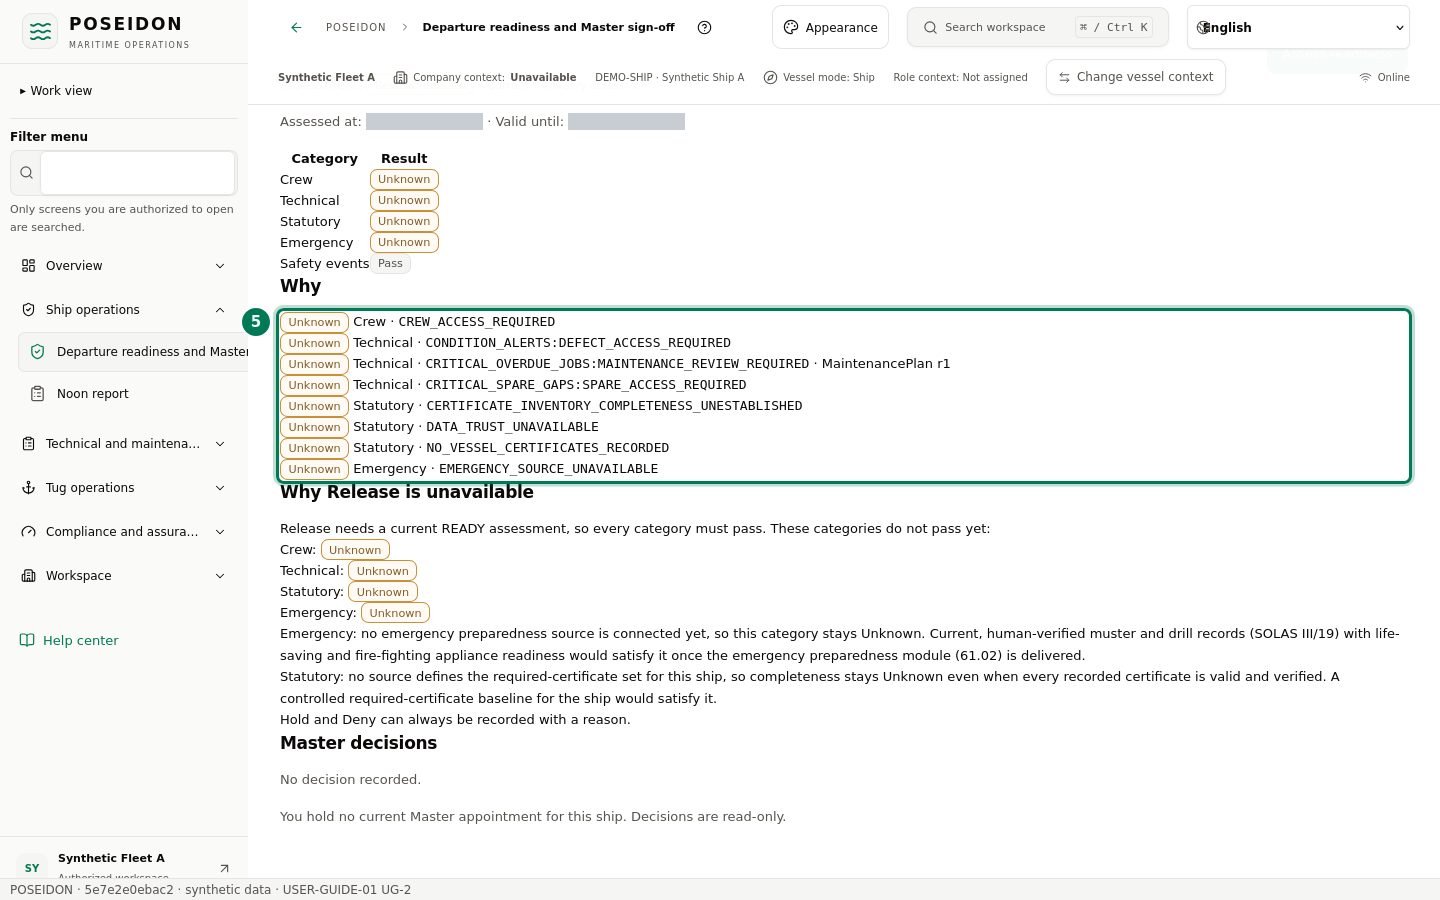 POSEIDON
MARITIME OPERATIONS
POSEIDON
Departure readiness and Master sign-off
Appearance
Search workspace
⌘ / Ctrl K
English
Synthetic Fleet A
Company context: Unavailable
DEMO-SHIP · Synthetic Ship A
Vessel mode: Ship
Role context: Not assigned
Change vessel context
Online
Work view
Filter menu
Only screens you are authorized to open
are searched.
Overview
Ship operations
Departure readiness and Master
Noon report
Technical and maintena...
Tug operations
Compliance and assura...
Workspace
Help center
SY
Synthetic Fleet A
Authorized workspace
Assessed at:
· Valid until:
Category Result
Crew Unknown
Technical Unknown
Statutory Unknown
Emergency Unknown
Safety events Pass
Why
5
Unknown Crew · CREW_ACCESS_REQUIRED
Unknown Technical · CONDITION_ALERTS:DEFECT_ACCESS_REQUIRED
Unknown Technical · CRITICAL_OVERDUE_JOBS:MAINTENANCE_REVIEW_REQUIRED · MaintenancePlan r1
Unknown Technical · CRITICAL_SPARE_GAPS:SPARE_ACCESS_REQUIRED
Unknown Statutory · CERTIFICATE_INVENTORY_COMPLETENESS_UNESTABLISHED
Unknown Statutory · DATA_TRUST_UNAVAILABLE
Unknown Statutory · NO_VESSEL_CERTIFICATES_RECORDED
Unknown Emergency · EMERGENCY_SOURCE_UNAVAILABLE
Why Release is unavailable
Release needs a current READY assessment, so every category must pass. These categories do not pass yet:
Crew: Unknown
Technical: Unknown
Statutory: Unknown
Emergency: Unknown
Emergency: no emergency preparedness source is connected yet, so this category stays Unknown. Current, human-verified muster and drill records (SOLAS III/19) with life-
saving and fire-fighting appliance readiness would satisfy it once the emergency preparedness module (61.02) is delivered.
Statutory: no source defines the required-certificate set for this ship, so completeness stays Unknown even when every recorded certificate is valid and verified. A
controlled required-certificate baseline for the ship would satisfy it.
Hold and Deny can always be recorded with a reason.
Master decisions
No decision recorded.
You hold no current Master appointment for this ship. Decisions are read-only.
POSEIDON · 5e7e2e0ebac2 · synthetic data · USER-GUIDE-01 UG-2